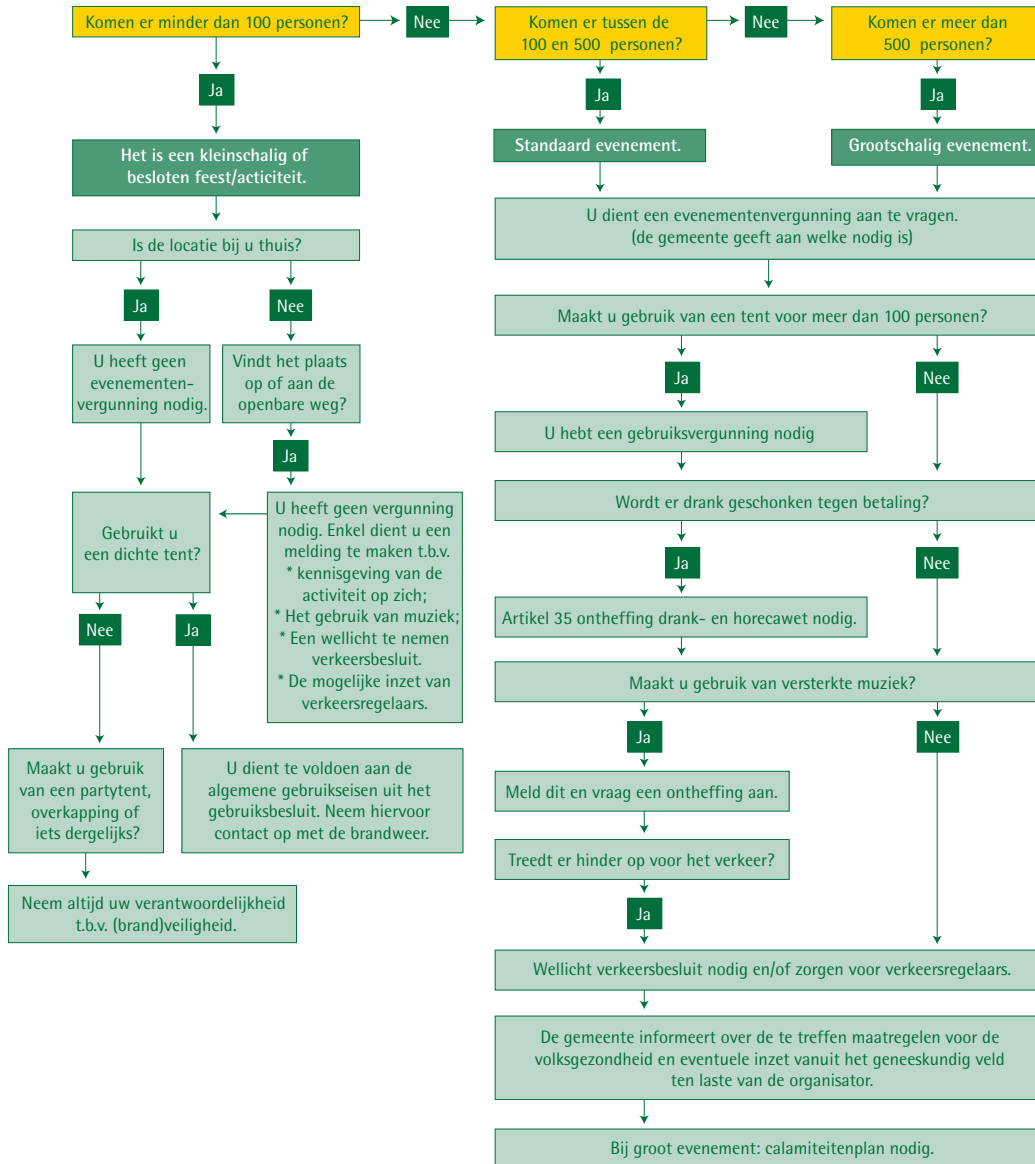 Komen er minder dan 100 personen?
Nee
Komen er tussen de
100 en 500 personen?
Nee
Komen er meer dan
500 personen?
Ja
Ja
Ja
Het is een kleinschalig of
besloten feest/acticiteit.
Standaard evenement.
Grootschalig evenement.
Is de locatie bij u thuis?
Ja
Nee
U heeft geen
evenementen-
vergunning nodig.
Vindt het plaats
op of aan de
openbare weg?
Ja
Gebruikt u
een dichte tent?
U heeft geen vergunning
nodig. Enkel dient u een
melding te maken t.b.v.
* kennisgeving van de
activiteit op zich;
* Het gebruik van muziek;
* Een wellicht te nemen
verkeersbesluit.
* De mogelijke inzet van
verkeersregelaars.
Nee
Ja
Maakt u gebruik
van een partytent,
overkapping of
iets dergelijks?
U dient te voldoen aan de
algemene gebruikseisen uit het
gebruiksbesluit. Neem hiervoor
contact op met de brandweer.
Neem altijd uw verantwoordelijkheid
t.b.v. (brand)veiligheid.
U dient een evenementenvergunning aan te vragen.
(de gemeente geeft aan welke nodig is)
Maakt u gebruik van een tent voor meer dan 100 personen?
Ja
Nee
U hebt een gebruiksvergunning nodig
Wordt er drank geschonken tegen betaling?
Ja
Nee
Artikel 35 ontheffing drank- en horecawet nodig.
Maakt u gebruik van versterkte muziek?
Ja
Nee
Meld dit en vraag een ontheffing aan.
Treedt er hinder op voor het verkeer?
Ja
Wellicht verkeersbesluit nodig en/of zorgen voor verkeersregelaars.
De gemeente informeert over de te treffen maatregelen voor de
volksgezondheid en eventuele inzet vanuit het geneeskundig veld
ten laste van de organisator.
Bij groot evenement: calamiteitenplan nodig.